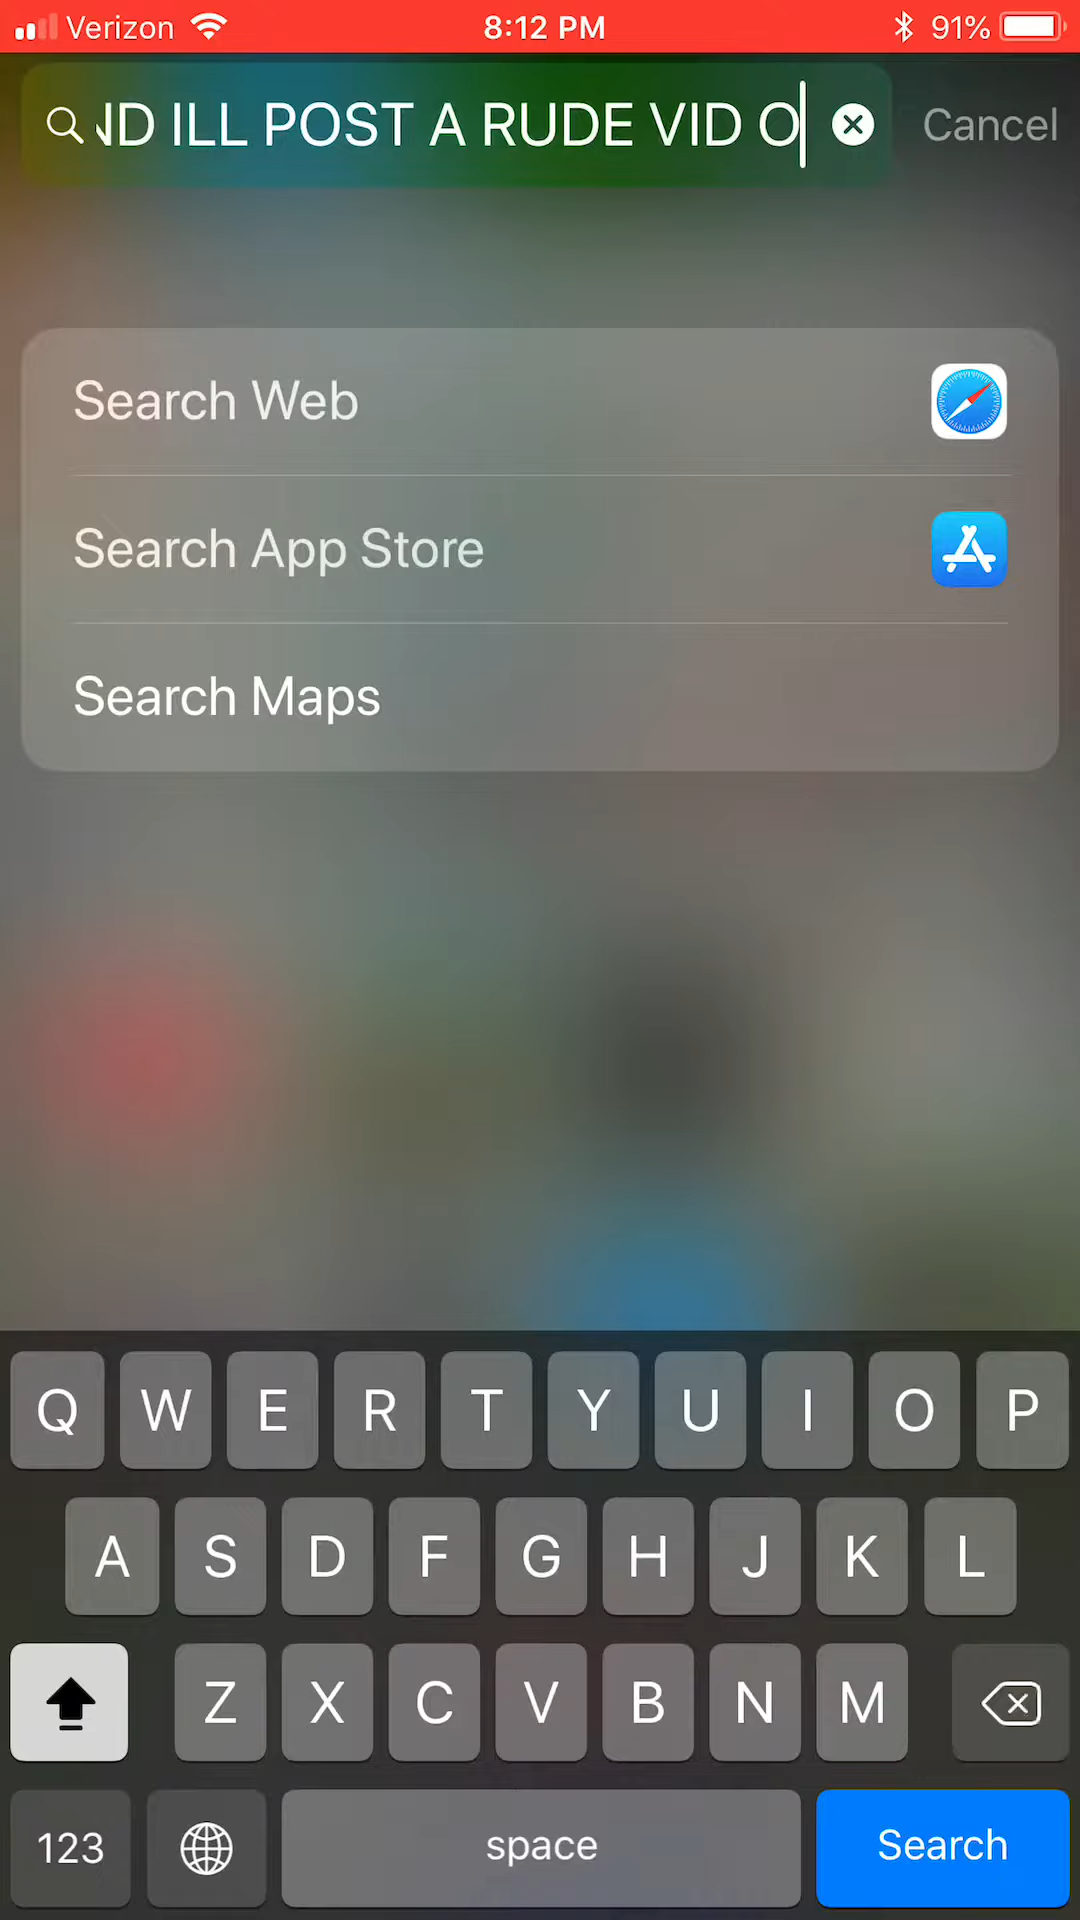 Verizon 8:12 PM 91%
ND ILL POST A RUDE VID O Cancel
Search Web
Search App Store
Search Maps
Q W E R T Y U I O P
A S D F G H J K L
Z X C V B N M
123 space Search